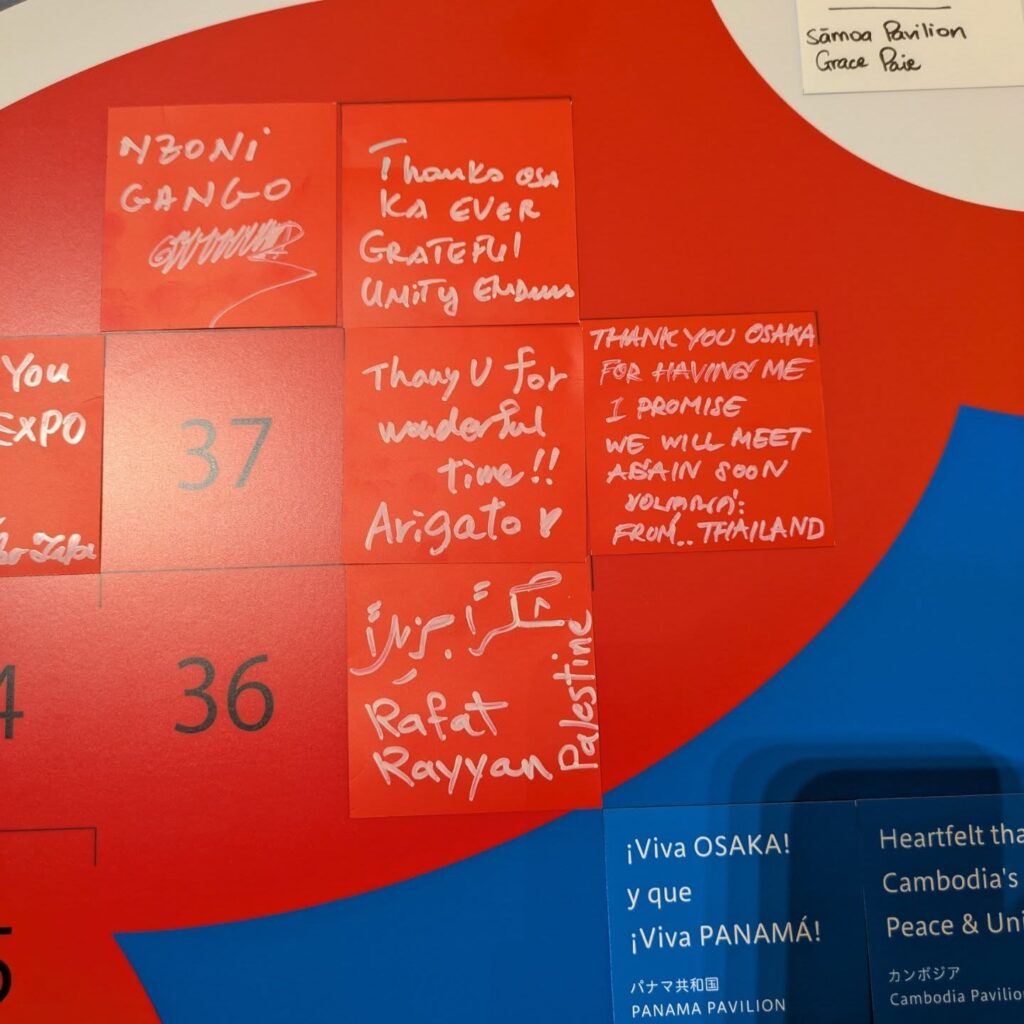 Sāmoa Pavilion
Grace Paie
NZONI
GANGO
Thanks OSA
KA EVER
GRATEFUL
UNITY
You
EXPO
37
Thany U for
wonderful
time!!
Arigato
THANK YOU OSAKA
FOR HAVING ME
I PROMISE
WE WILL MEET
AGAIN SOON
FROM.. THAILAND
4
36
شكراً جزيلاً
Rafat
Rayyan
Palestine
5
¡Viva OSAKA!
y que
¡Viva PANAMÁ!
パナマ共和国
PANAMA PAVILION
Heartfelt tha
Cambodia's
Peace & Uni
カンボジア
Cambodia Pavilio